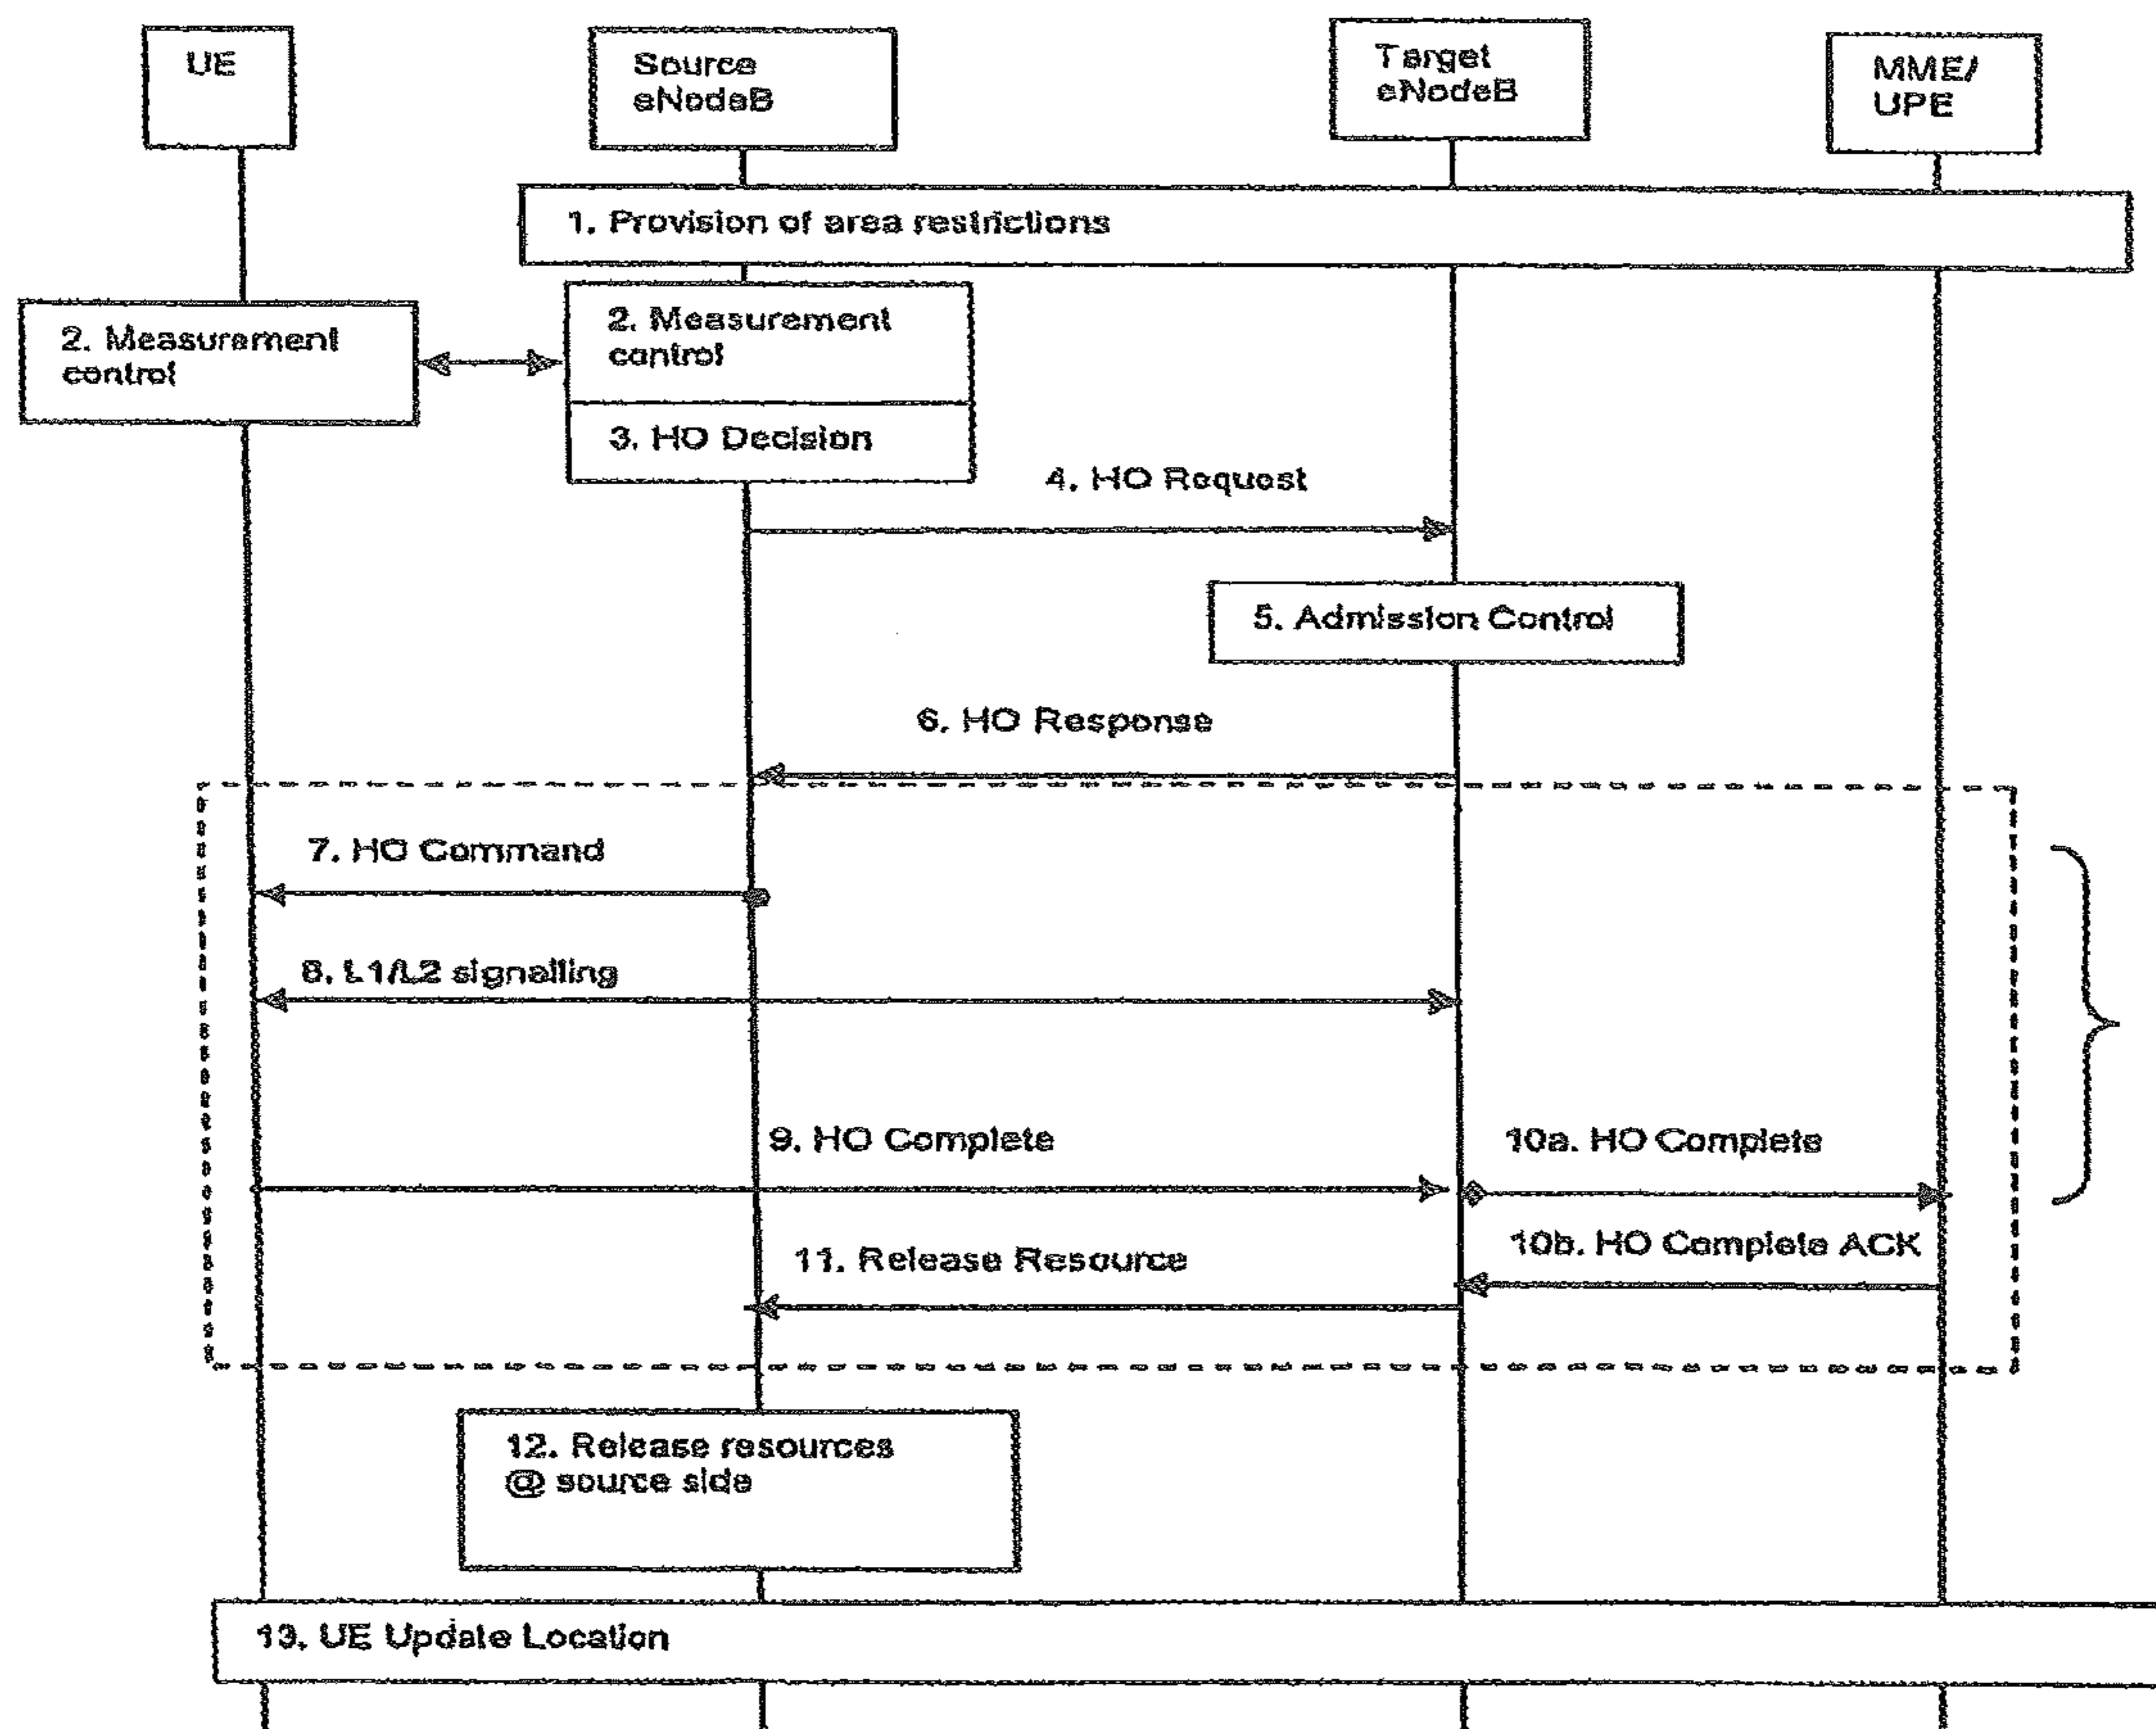 UE
Source
eNodeB
Target
eNodeB
MME/
UPE
1. Provision of area restrictions
2. Measurement
control
2. Measurement
control
3. HO Decision
4. HO Request
5. Admission Control
6. HO Response
7. HO Command
8. L1/L2 signalling
9. HO Complete
10a. HO Complete
10b. HO Complete ACK
11. Release Resource
12. Release resources
@ source side
13. UE Update Location